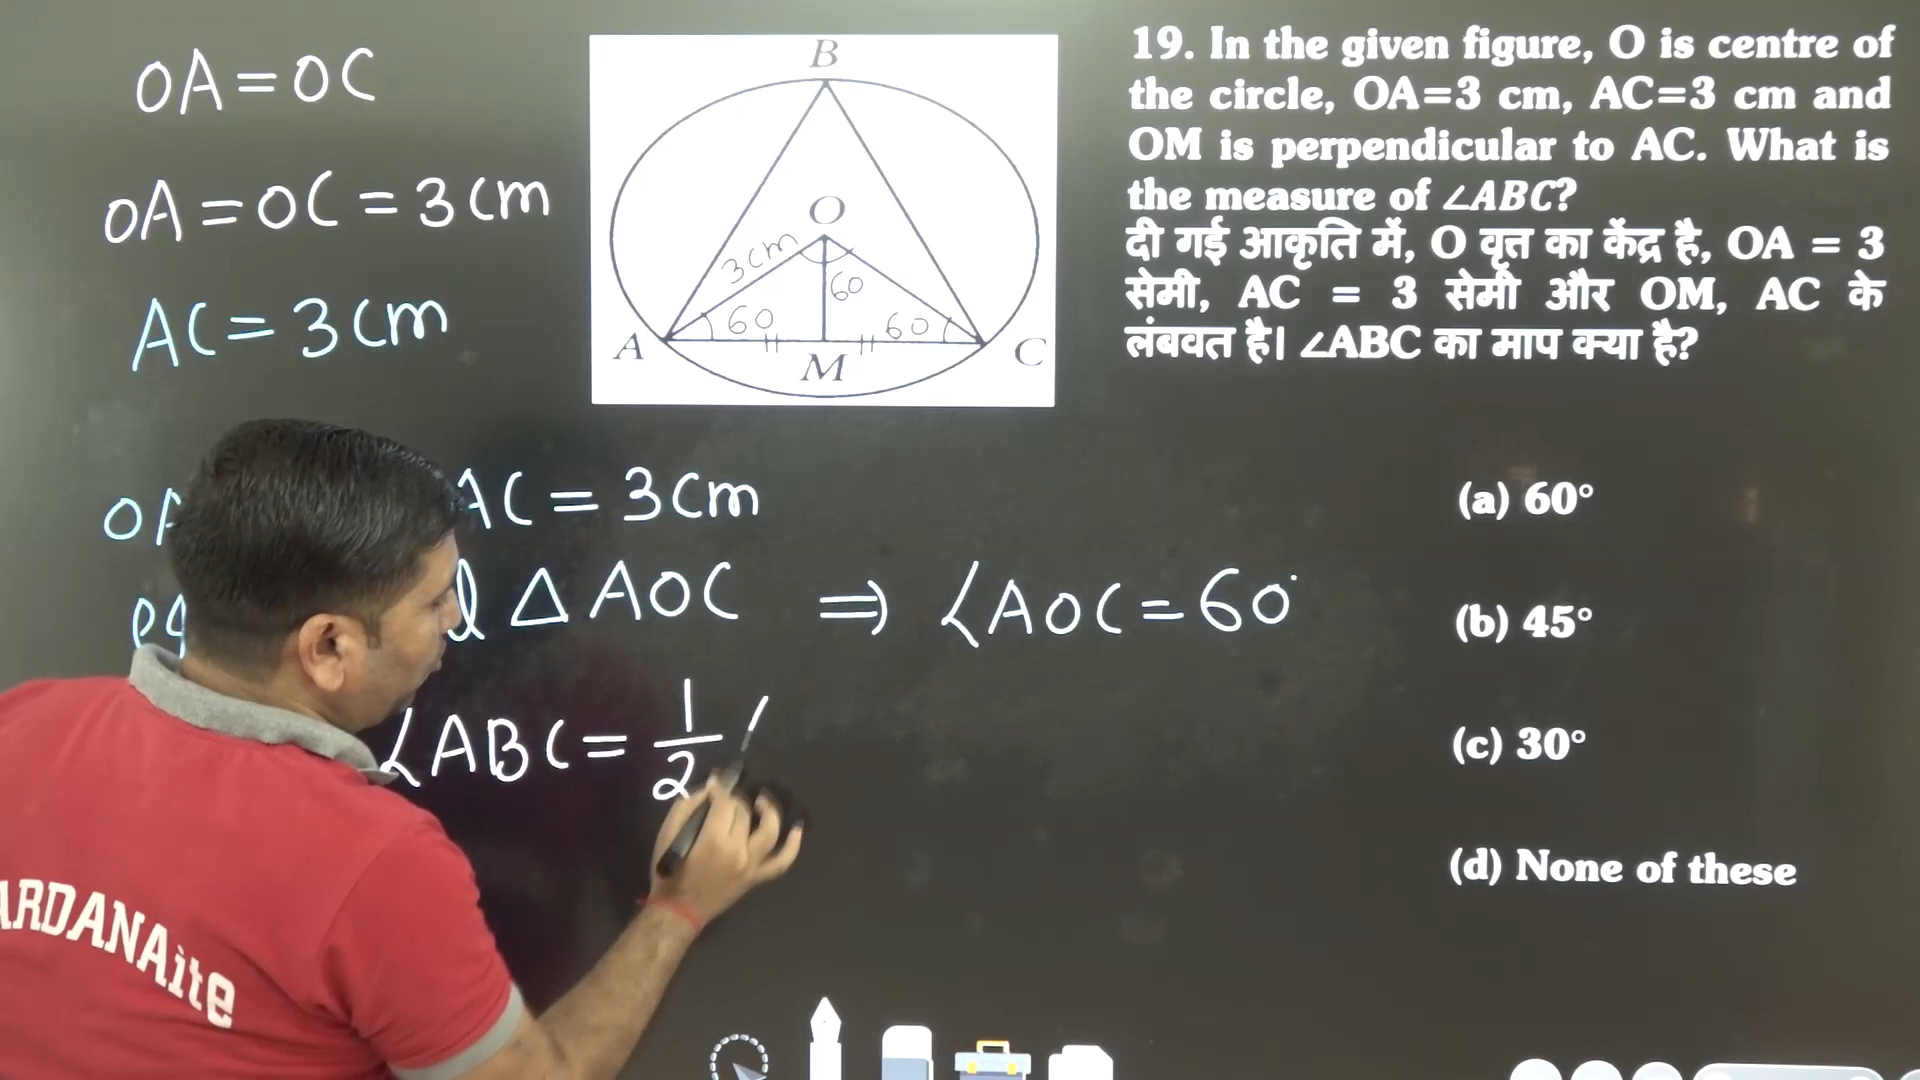 OA = OC
OA = OC = 3 cm
AC = 3 cm
B
O
3 cm
60
60
60
A
M
C
19. In the given figure, O is centre of
the circle, OA=3 cm, AC=3 cm and
OM is perpendicular to AC. What is
the measure of ∠ABC?
दी गई आकृति में, O वृत्त का केंद्र है, OA = 3
सेमी, AC = 3 सेमी और OM, AC के
लंबवत है। ∠ABC का माप क्या है?
AC = 3 cm
△ AOC ⇒ ∠AOC = 60°
∠ABC = 1/2
(a) 60°
(b) 45°
(c) 30°
(d) None of these